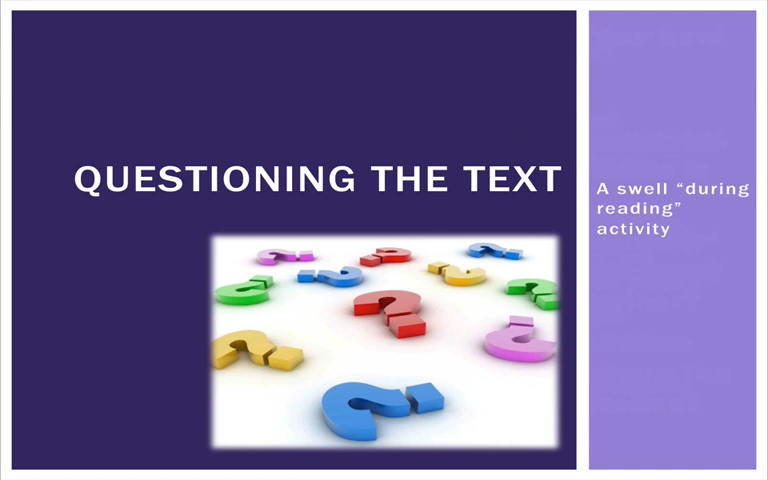 QUESTIONING THE TEXT
A swell “during
reading”
activity